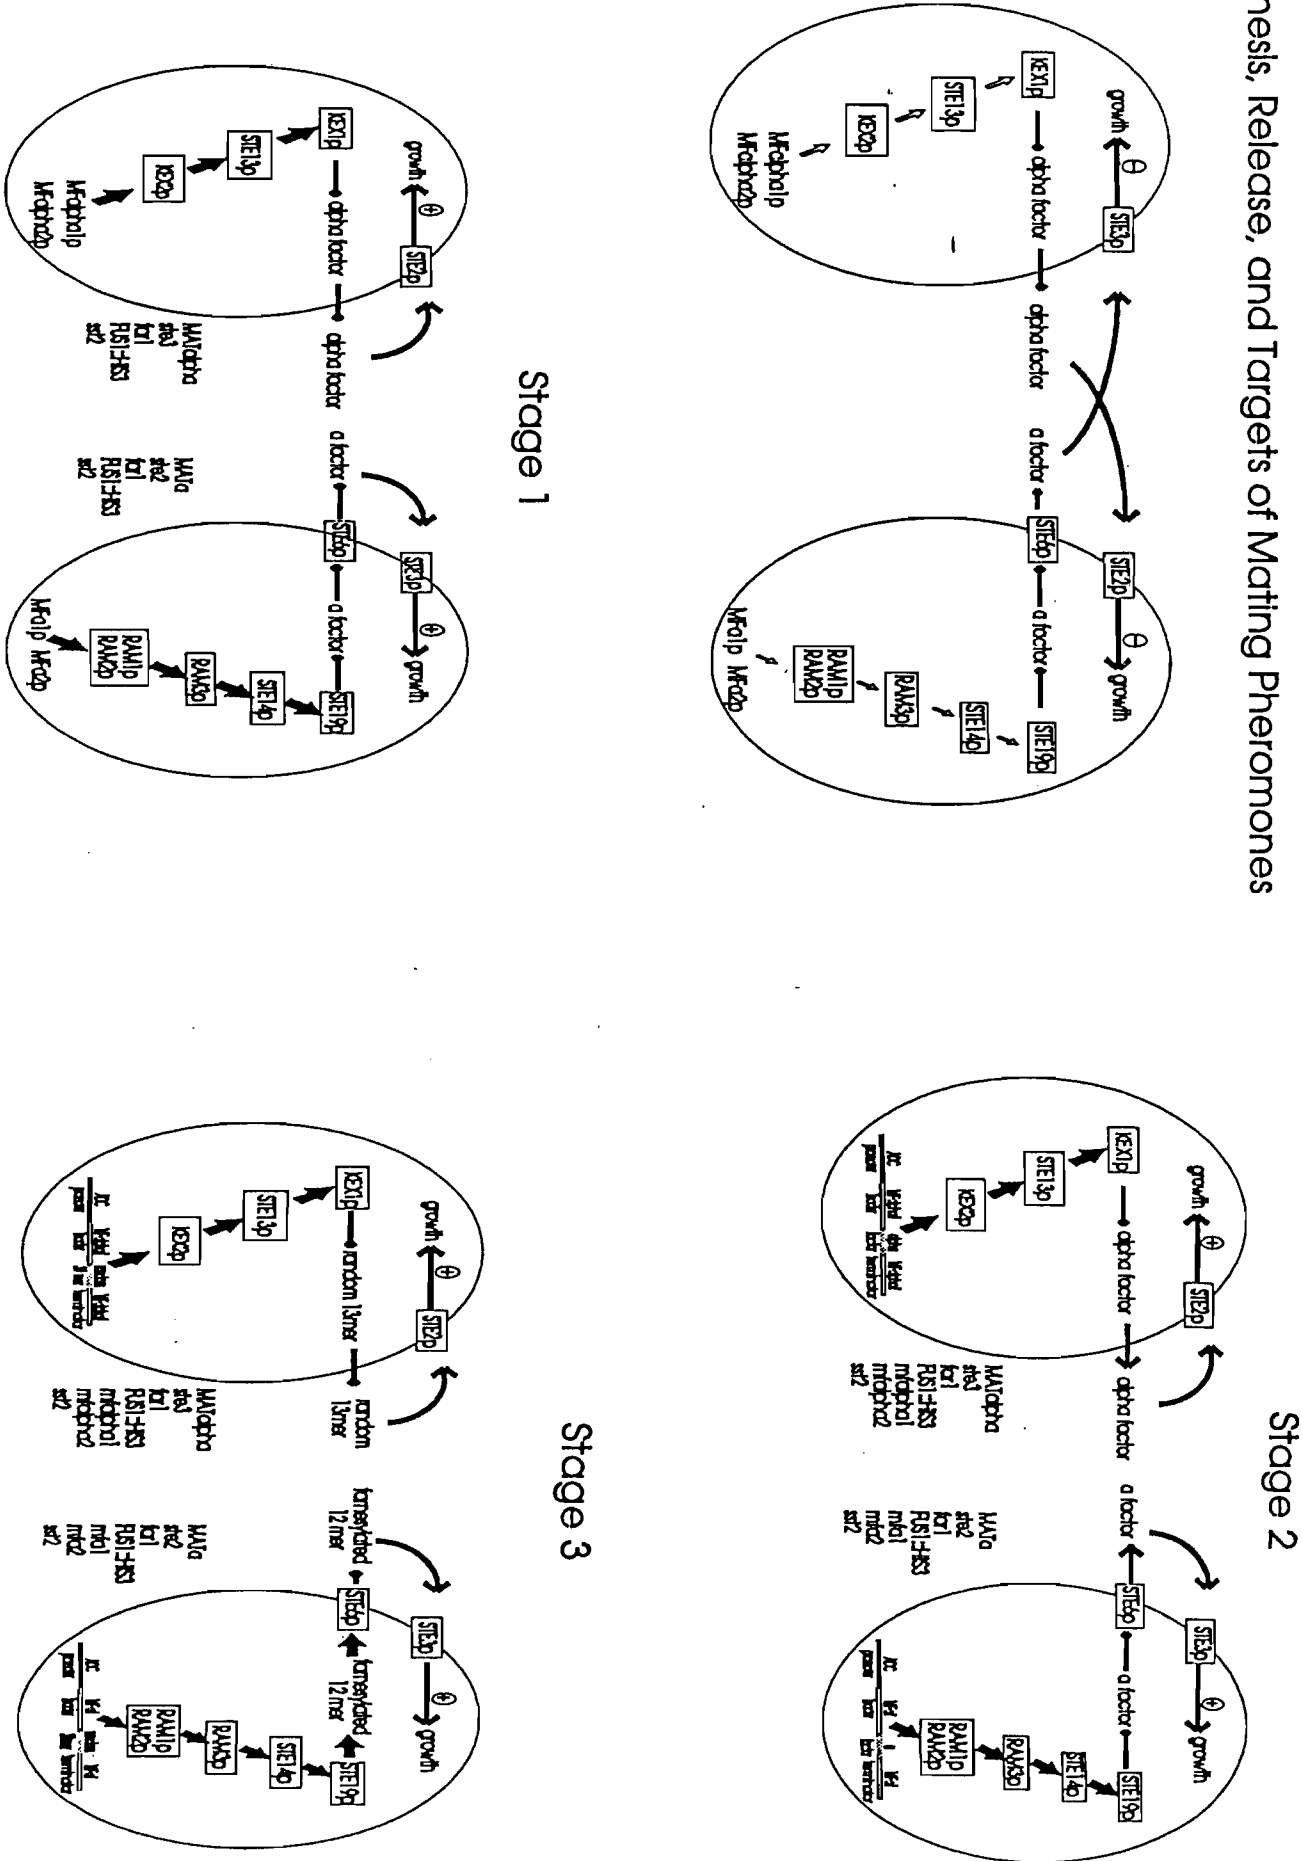 nesis, Release, and Targets of Mating Pheromones
growth
STE3p
KEX1p
alpha factor
alpha factor
STE13p
KEX2p
MFalpha1p
MFalpha2p
STE2p
growth
a factor
STE6p
a factor
STE19p
STE14p
RAM3p
RAM1p
RAM2p
MFa1p MFa2p
Stage 1
growth
STE2p
KEX1p
alpha factor
alpha factor
STE13p
KEX2p
MFalpha1p
MFalpha2p
MATalpha
ste3
far1
FUS1::HIS3
sst2
STE3p
growth
a factor
STE6p
a factor
STE19p
STE14p
RAM3p
RAM1p
RAM2p
MFa1p MFa2p
MATa
ste2
far1
FUS1::HIS3
sst2
Stage 2
growth
STE2p
KEX1p
alpha factor
alpha factor
STE13p
KEX2p
MATalpha
ste3
far1
FUS1::HIS3
mfalpha1
mfalpha2
sst2
STE3p
growth
a factor
STE6p
a factor
STE19p
STE14p
RAM3p
RAM1p
RAM2p
MATa
ste2
far1
FUS1::HIS3
mfa1
mfa2
sst2
Stage 3
growth
STE2p
KEX1p
random 13mer
random
13mer
STE13p
KEX2p
MATalpha
ste3
far1
FUS1::HIS3
mfalpha1
mfalpha2
sst2
STE3p
growth
farnesylated
12 mer
STE6p
farnesylated
12 mer
STE19p
STE14p
RAM3p
RAM1p
RAM2p
MATa
ste2
far1
FUS1::HIS3
mfa1
mfa2
sst2